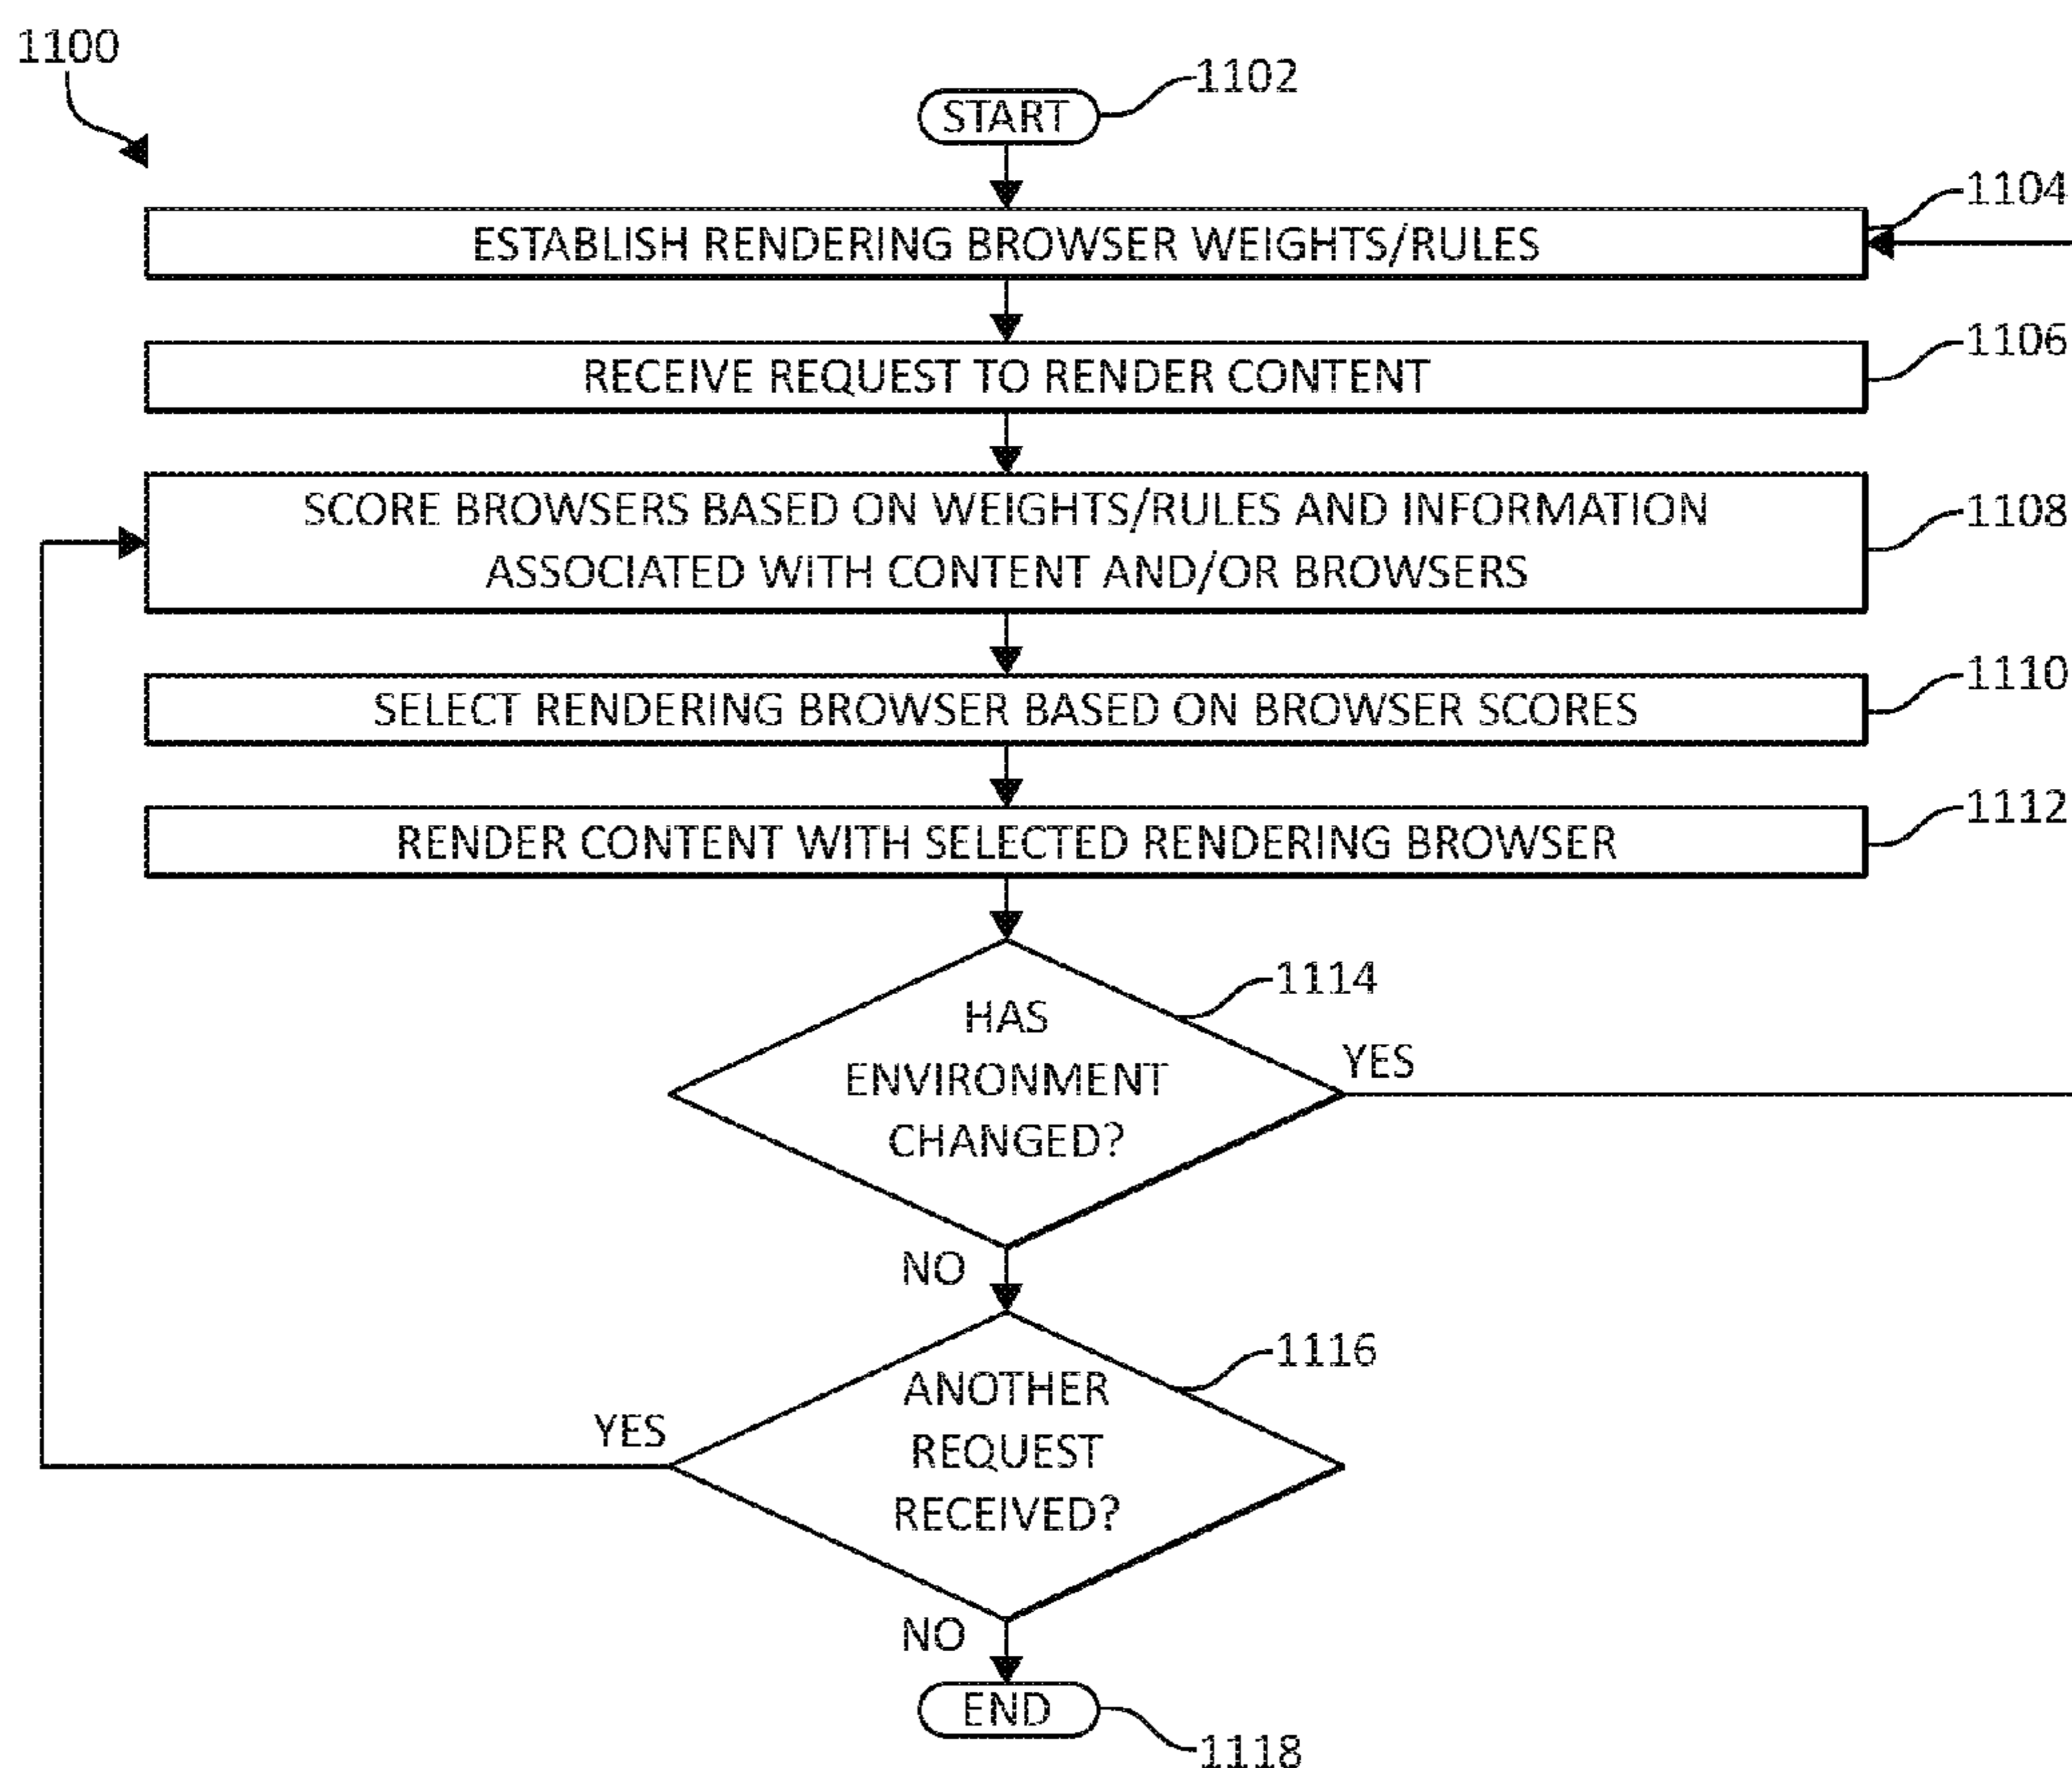 1100
START
1102
1104
ESTABLISH RENDERING BROWSER WEIGHTS/RULES
1106
RECEIVE REQUEST TO RENDER CONTENT
SCORE BROWSERS BASED ON WEIGHTS/RULES AND INFORMATION
ASSOCIATED WITH CONTENT AND/OR BROWSERS
1108
1110
SELECT RENDERING BROWSER BASED ON BROWSER SCORES
1112
RENDER CONTENT WITH SELECTED RENDERING BROWSER
1114
HAS
ENVIRONMENT
CHANGED?
YES
NO
1116
ANOTHER
REQUEST
RECEIVED?
YES
NO
END
1118